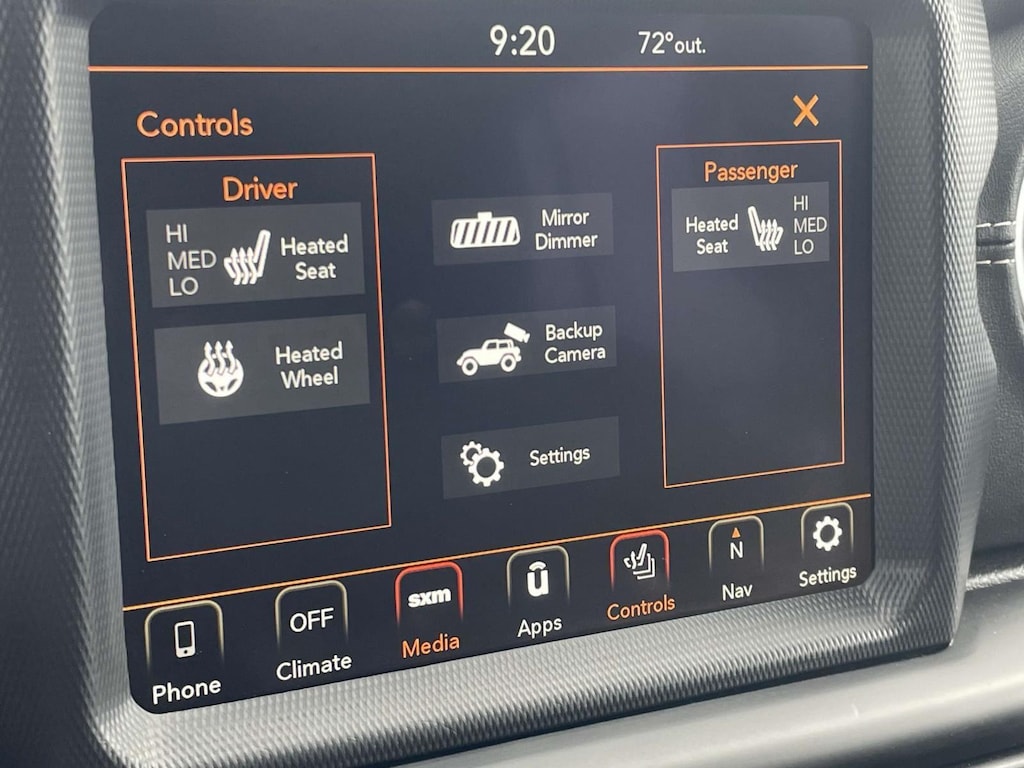 9:20
72°out.
Controls
X
Driver
HI
MED
LO
Heated
Seat
Heated
Wheel
Mirror
Dimmer
Backup
Camera
Settings
Passenger
Heated
Seat
HI
MED
LO
Phone
OFF
Climate
sxm
Media
ū
Apps
Controls
N
Nav
Settings